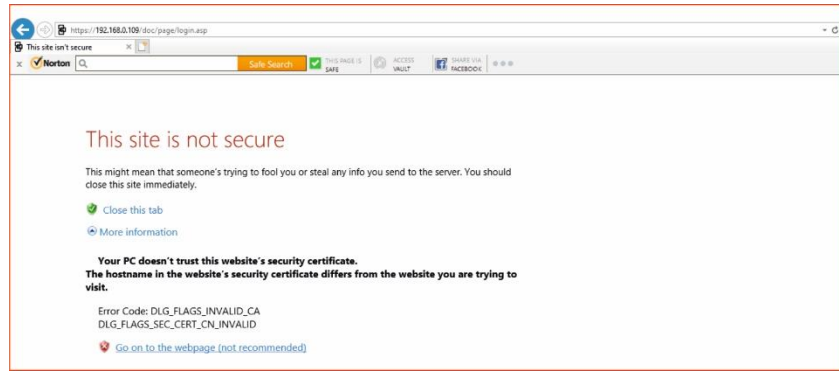 https://192.168.0.109/doc/page/login.asp
This site isn't secure
Norton
Safe Search
THIS PAGE IS
SAFE
ACCESS
VAULT
SHARE VIA
FACEBOOK
This site is not secure
This might mean that someone's trying to fool you or steal any info you send to the server. You should
close this site immediately.
Close this tab
More information
Your PC doesn't trust this website's security certificate.
The hostname in the website's security certificate differs from the website you are trying to
visit.
Error Code: DLG_FLAGS_INVALID_CA
DLG_FLAGS_SEC_CERT_CN_INVALID
Go on to the webpage (not recommended)